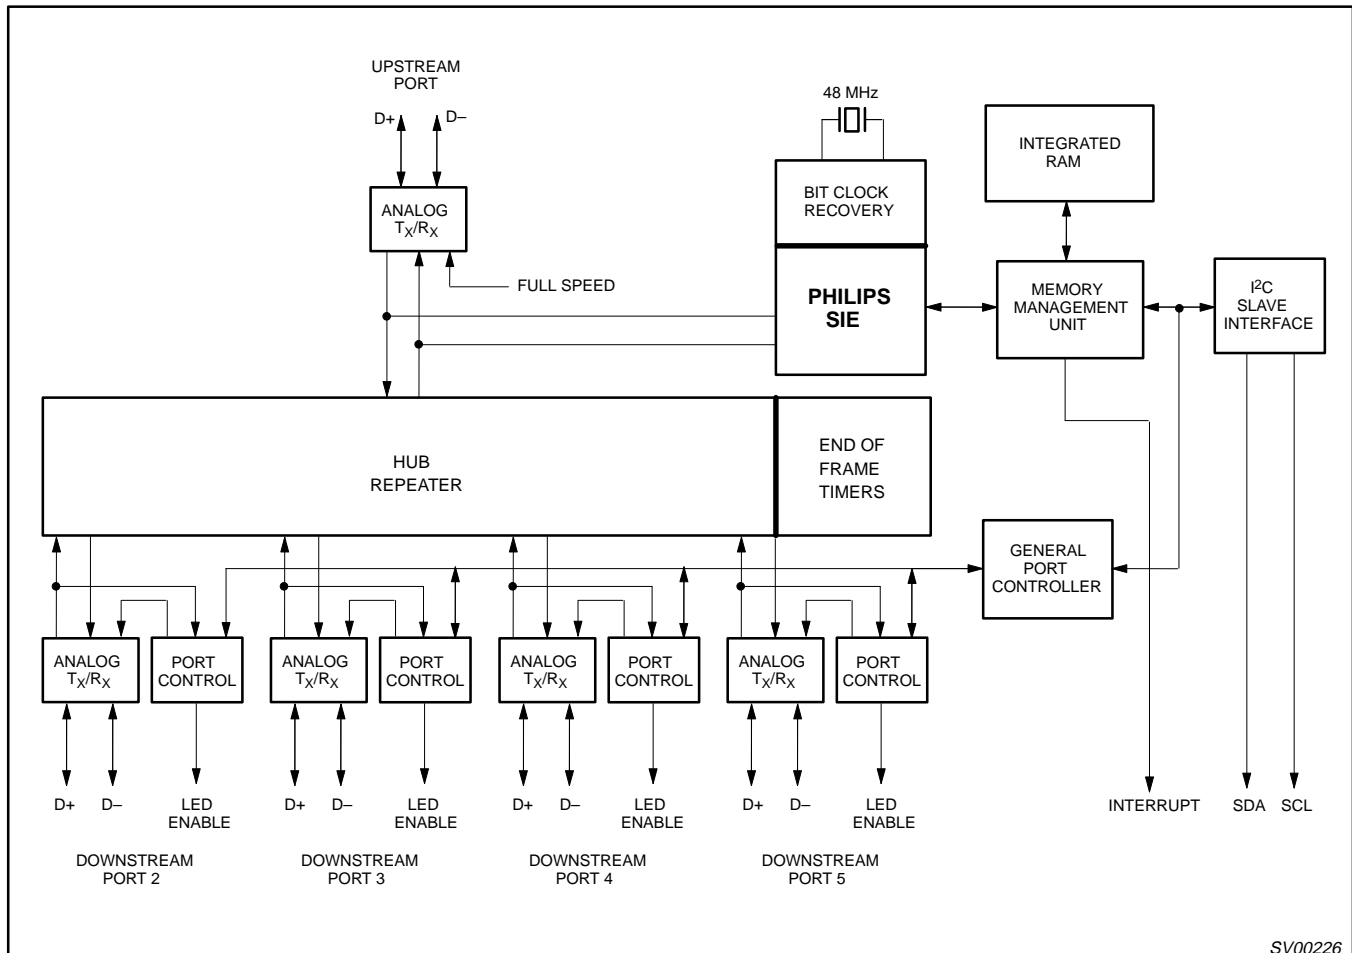 UPSTREAM
PORT
D+ D–
48 MHz
INTEGRATED
RAM
BIT CLOCK
RECOVERY
ANALOG
TX/RX
FULL SPEED
PHILIPS
SIE
MEMORY
MANAGEMENT
UNIT
I2C
SLAVE
INTERFACE
HUB
REPEATER
END OF
FRAME
TIMERS
GENERAL
PORT
CONTROLLER
ANALOG
TX/RX
PORT
CONTROL
ANALOG
TX/RX
PORT
CONTROL
ANALOG
TX/RX
PORT
CONTROL
ANALOG
TX/RX
PORT
CONTROL
D+ D–
LED
ENABLE
D+ D–
LED
ENABLE
D+ D–
LED
ENABLE
D+ D–
LED
ENABLE
INTERRUPT
SDA
SCL
DOWNSTREAM
PORT 2
DOWNSTREAM
PORT 3
DOWNSTREAM
PORT 4
DOWNSTREAM
PORT 5
SV00226